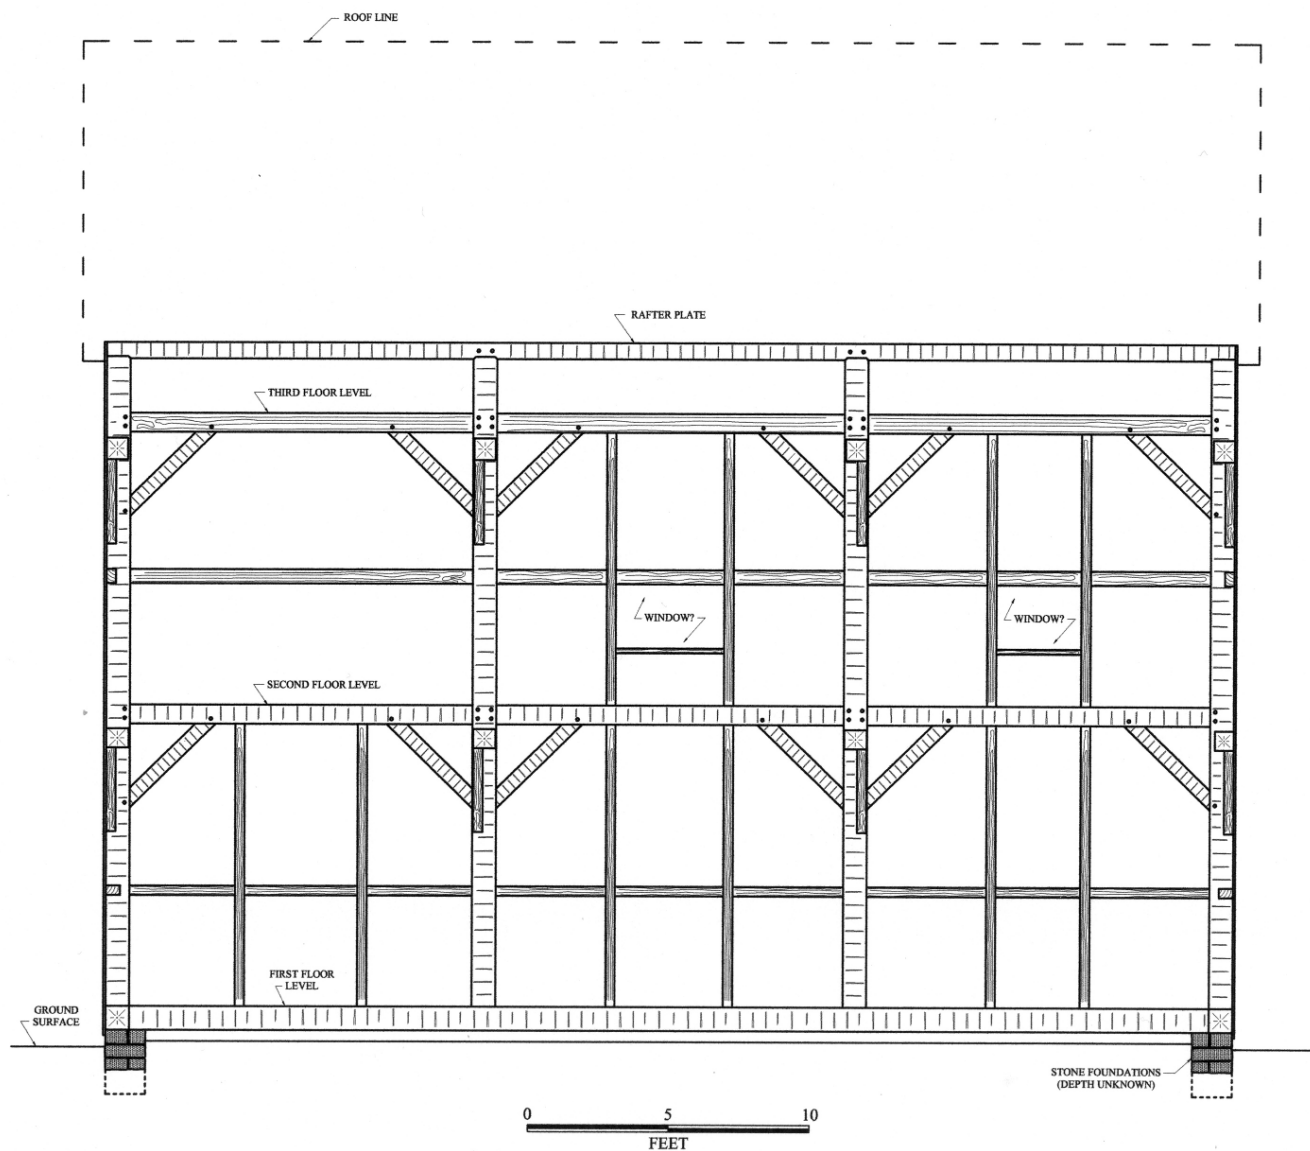 ROOF LINE
RAFTER PLATE
THIRD FLOOR LEVEL
WINDOW?
WINDOW?
SECOND FLOOR LEVEL
FIRST FLOOR
LEVEL
GROUND
SURFACE
STONE FOUNDATIONS
(DEPTH UNKNOWN)
0 5 10
FEET